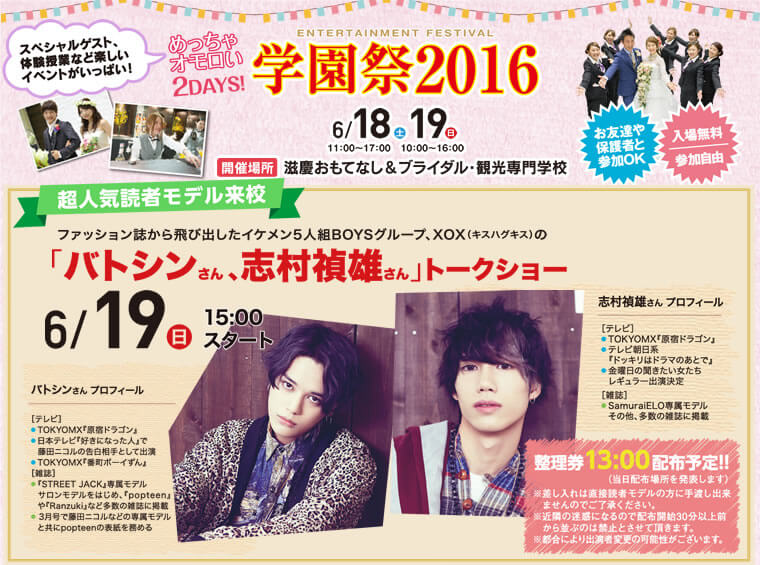 スペシャルゲスト、
体験授業など楽しい
イベントがいっぱい!
めっちゃ
オモロい
2DAYS!
ENTERTAINMENT FESTIVAL
学園祭2016
6/18土19日
11:00〜17:00 10:00〜16:00
開催場所 滋慶おもてなし&ブライダル・観光専門学校
お友達や
保護者と
参加OK
入場無料
参加自由
超人気読者モデル来校
ファッション誌から飛び出したイケメン5人組BOYSグループ、XOX(キスハグキス)の
「バトシンさん、志村禎雄さん」トークショー
6/19日 15:00
スタート
バトシンさん プロフィール
[テレビ]
●TOKYOMX『原宿ドラゴン』
●日本テレビ『好きになった人』で
藤田ニコルの告白相手として出演
●TOKYOMX『番町ボーイずん』
[雑誌]
●『STREET JACK』専属モデル
サロンモデルをはじめ、『popteen』
や『Ranzuki』など多数の雑誌に掲載
●3月号で藤田ニコルなどの専属モデル
と共にpopteenの表紙を務める
志村禎雄さん プロフィール
[テレビ]
●TOKYOMX『原宿ドラゴン』
●テレビ朝日系
『ドッキリはドラマのあとで』
●金曜日の聞きたい女たち
レギュラー出演決定
[雑誌]
●SamuraiELO専属モデル
その他、多数の雑誌に掲載
整理券13:00配布予定!!
(当日配布場所を発表します)
※差し入れは直接読者モデルの方に手渡し出来
ませんのでご了承ください。
※近隣の迷惑になるので配布開始30分以上前
から並ぶのは禁止とさせて頂きます。
※都合により出演者変更の可能性がございます。